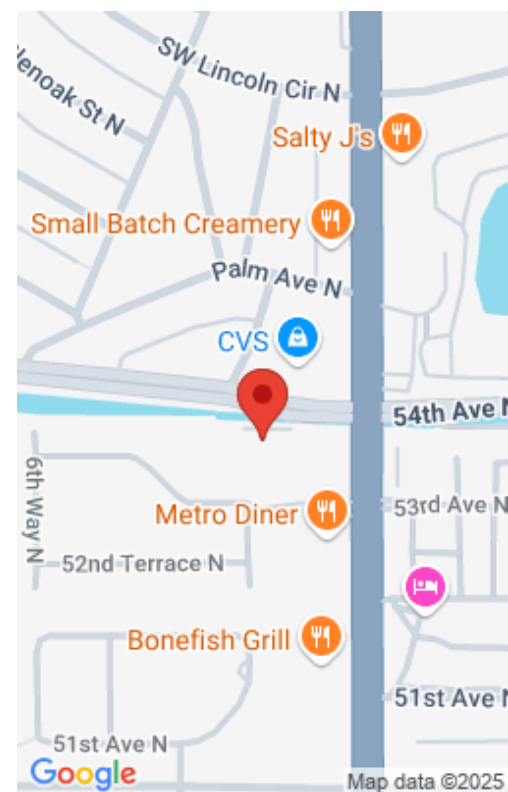 SW Lincoln Cir N
lenoak St N
Salty J's
Small Batch Creamery
Palm Ave N
CVS
54th Ave N
6th Way N
Metro Diner
53rd Ave N
52nd Terrace N
Bonefish Grill
51st Ave N
51st Ave N
Google
Map data ©2025